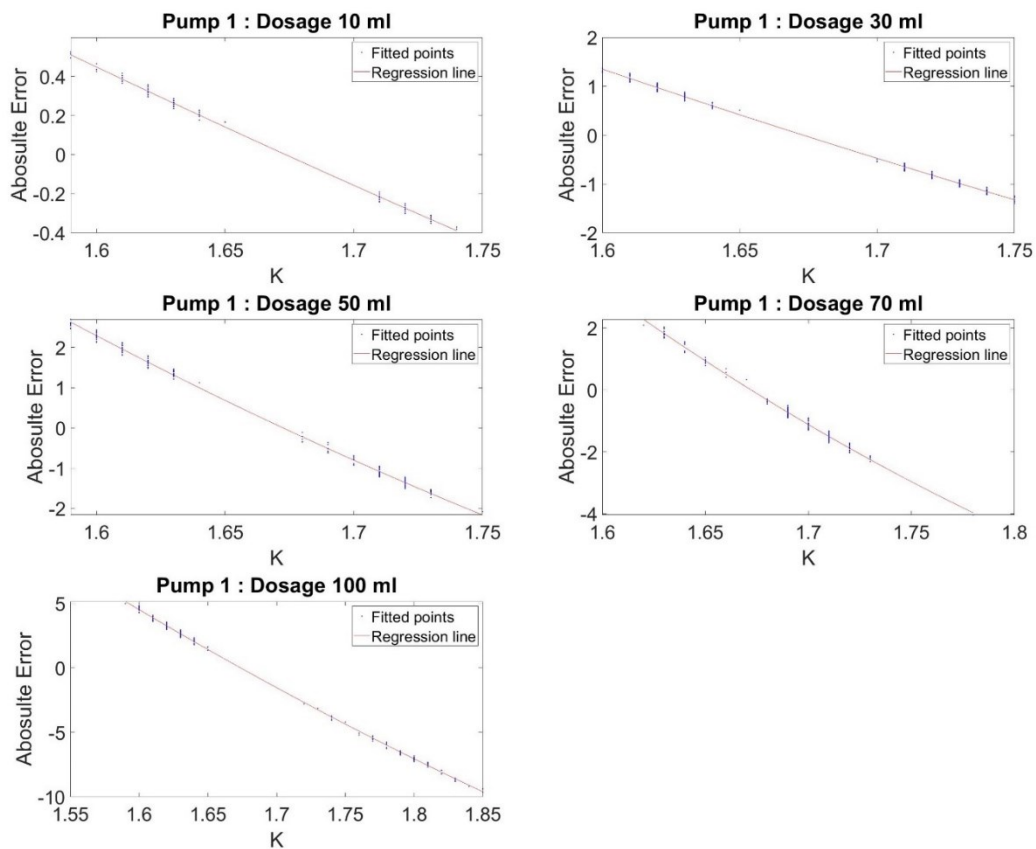 Pump 1 : Dosage 10 ml
Fitted points
Regression line
0.4
0.2
0
-0.2
-0.4
Abosulte Error
1.6
1.65
1.7
1.75
K
Pump 1 : Dosage 30 ml
Fitted points
Regression line
2
1
0
-1
-2
Abosulte Error
1.6
1.65
1.7
1.75
K
Pump 1 : Dosage 50 ml
Fitted points
Regression line
2
1
0
-1
-2
Abosulte Error
1.6
1.65
1.7
1.75
K
Pump 1 : Dosage 70 ml
Fitted points
Regression line
2
0
-2
-4
Abosulte Error
1.6
1.65
1.7
1.75
1.8
K
Pump 1 : Dosage 100 ml
Fitted points
Regression line
5
0
-5
-10
Abosulte Error
1.55
1.6
1.65
1.7
1.75
1.8
1.85
K